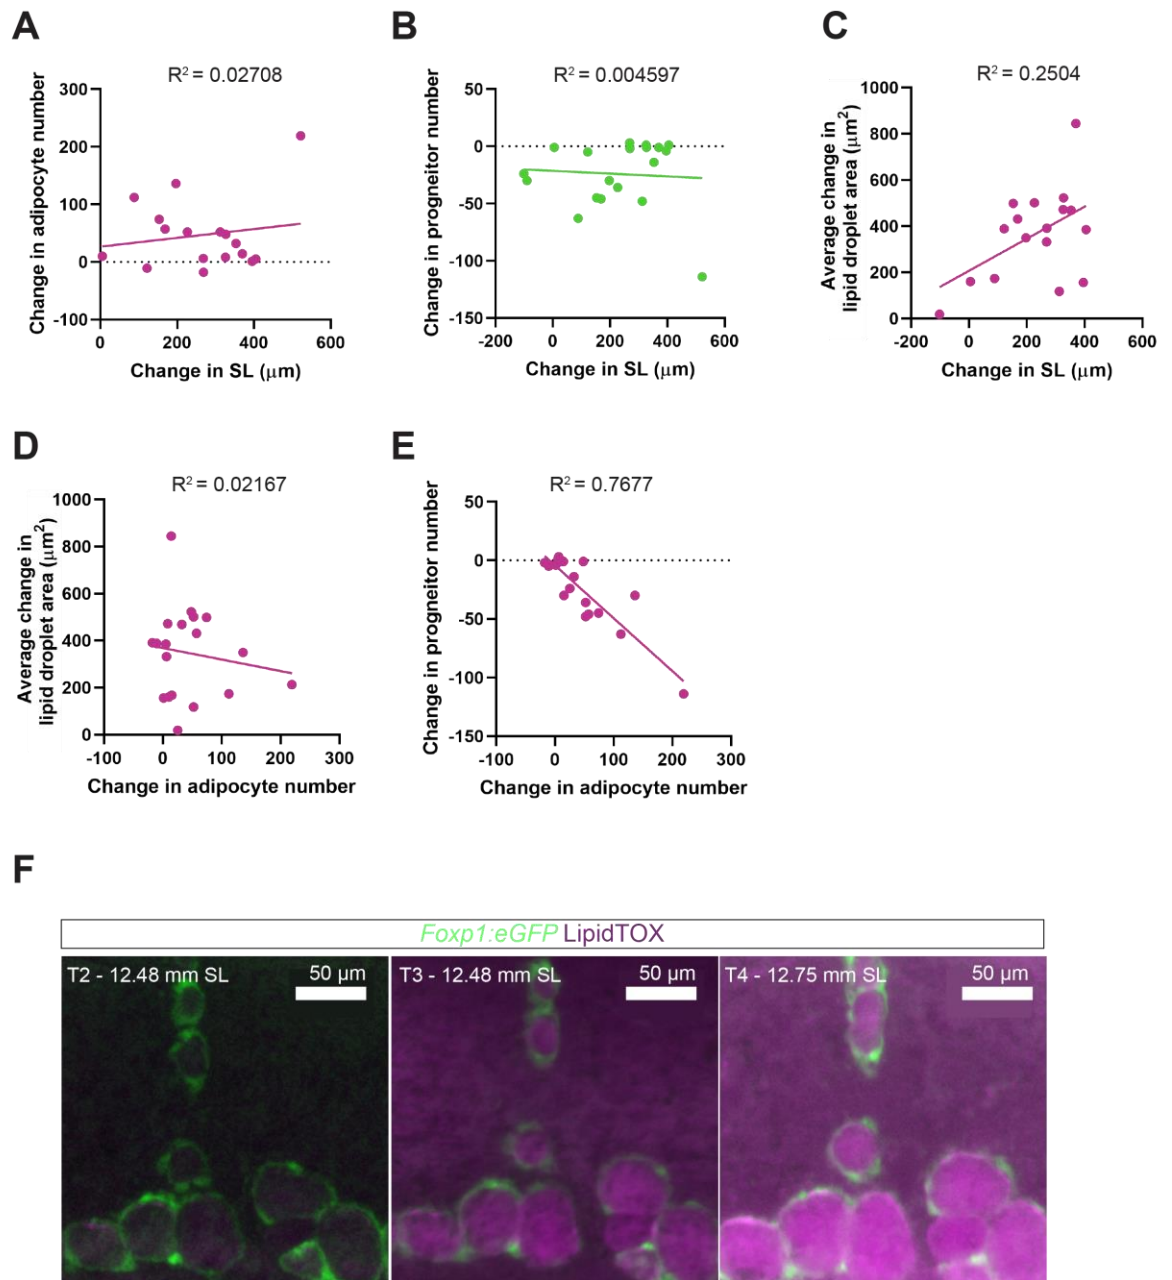 A
R² = 0.02708
Change in adipocyte number
300
200
100
0
-100
0
200
400
600
Change in SL (μm)
B
R² = 0.004597
Change in progneitor number
50
0
-50
-100
-150
-200
0
200
400
600
Change in SL (μm)
C
R² = 0.2504
Average change in
lipid droplet area (μm²)
1000
800
600
400
200
0
-200
0
200
400
600
Change in SL (μm)
D
R² = 0.02167
Average change in
lipid droplet area (μm²)
1000
800
600
400
200
0
-100
0
100
200
300
Change in adipocyte number
E
R² = 0.7677
Change in progneitor number
50
0
-50
-100
-150
-100
0
100
200
300
Change in adipocyte number
F
Foxp1:eGFP LipidTOX
T2 - 12.48 mm SL
50 μm
T3 - 12.48 mm SL
50 μm
T4 - 12.75 mm SL
50 μm